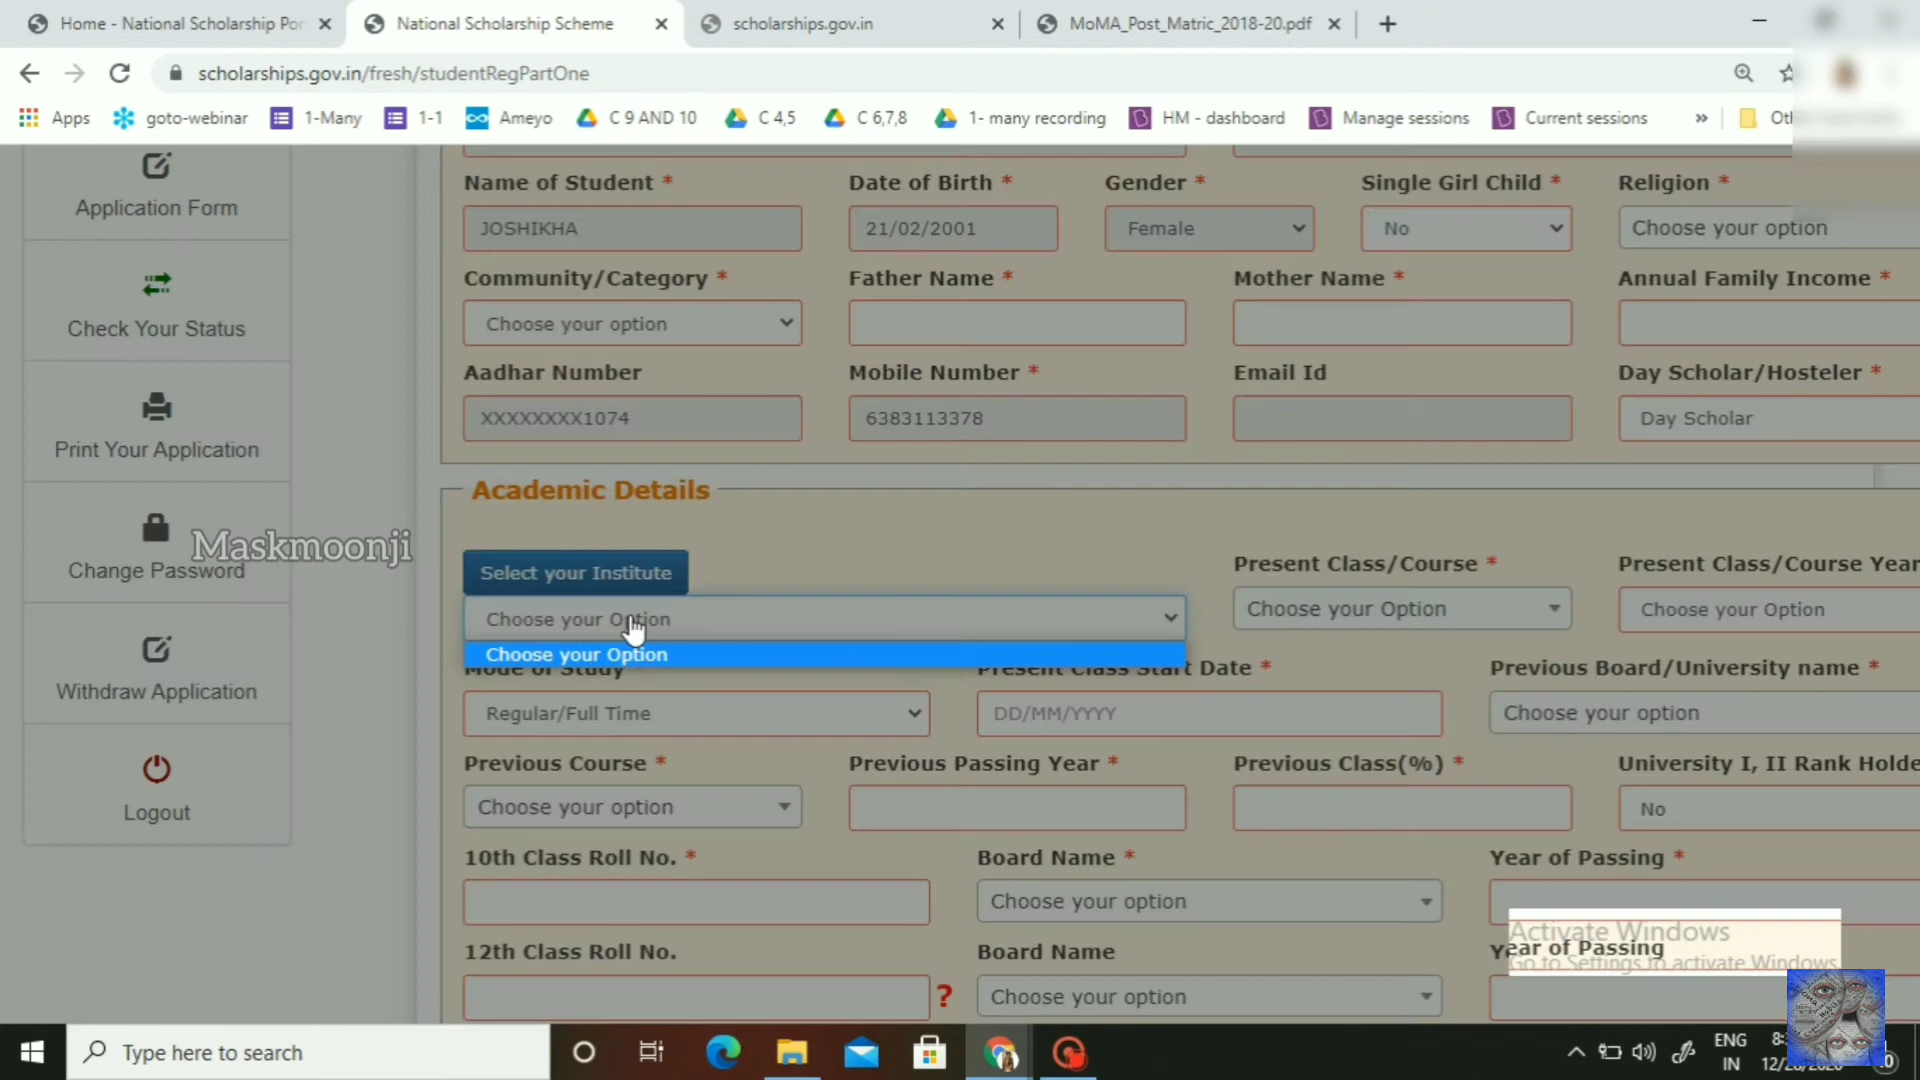 Home - National Scholarship Por
National Scholarship Scheme
scholarships.gov.in
MoMA_Post_Matric_2018-20.pdf
scholarships.gov.in/fresh/studentRegPartOne
Apps
goto-webinar
1-Many
1-1
Ameyo
C 9 AND 10
C 4,5
C 6,7,8
1- many recording
HM - dashboard
Manage sessions
Current sessions
»
Application Form
Check Your Status
Print Your Application
Change Password
Withdraw Application
Logout
Maskmoonji
Name of Student *
Date of Birth *
Gender *
Single Girl Child *
Religion *
JOSHIKHA
21/02/2001
Female
No
Choose your option
Community/Category *
Father Name *
Mother Name *
Annual Family Income *
Choose your option
Aadhar Number
Mobile Number *
Email Id
Day Scholar/Hosteler *
XXXXXXXX1074
6383113378
Day Scholar
Academic Details
Select your Institute
Present Class/Course *
Present Class/Course Year
Choose your Option
Choose your Option
Choose your Option
Choose your Option
Mode of Study
Present Class Start Date *
Previous Board/University name *
Regular/Full Time
DD/MM/YYYY
Choose your option
Previous Course *
Previous Passing Year *
Previous Class(%) *
University I, II Rank Holde
Choose your option
No
10th Class Roll No. *
Board Name *
Year of Passing *
Choose your option
12th Class Roll No.
Board Name
Year of Passing
?
Choose your option
Activate Windows
Go to Settings to activate Windows
Type here to search
ENG
IN